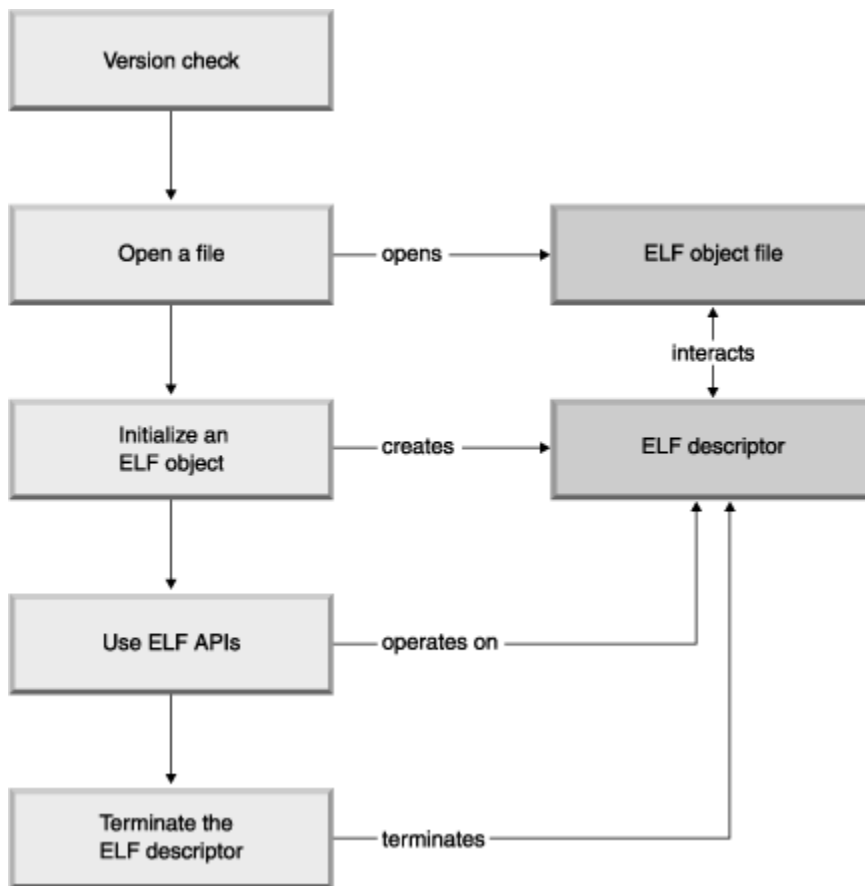 Version check
Open a file
opens
ELF object file
interacts
Initialize an
ELF object
creates
ELF descriptor
Use ELF APIs
operates on
Terminate the
ELF descriptor
terminates